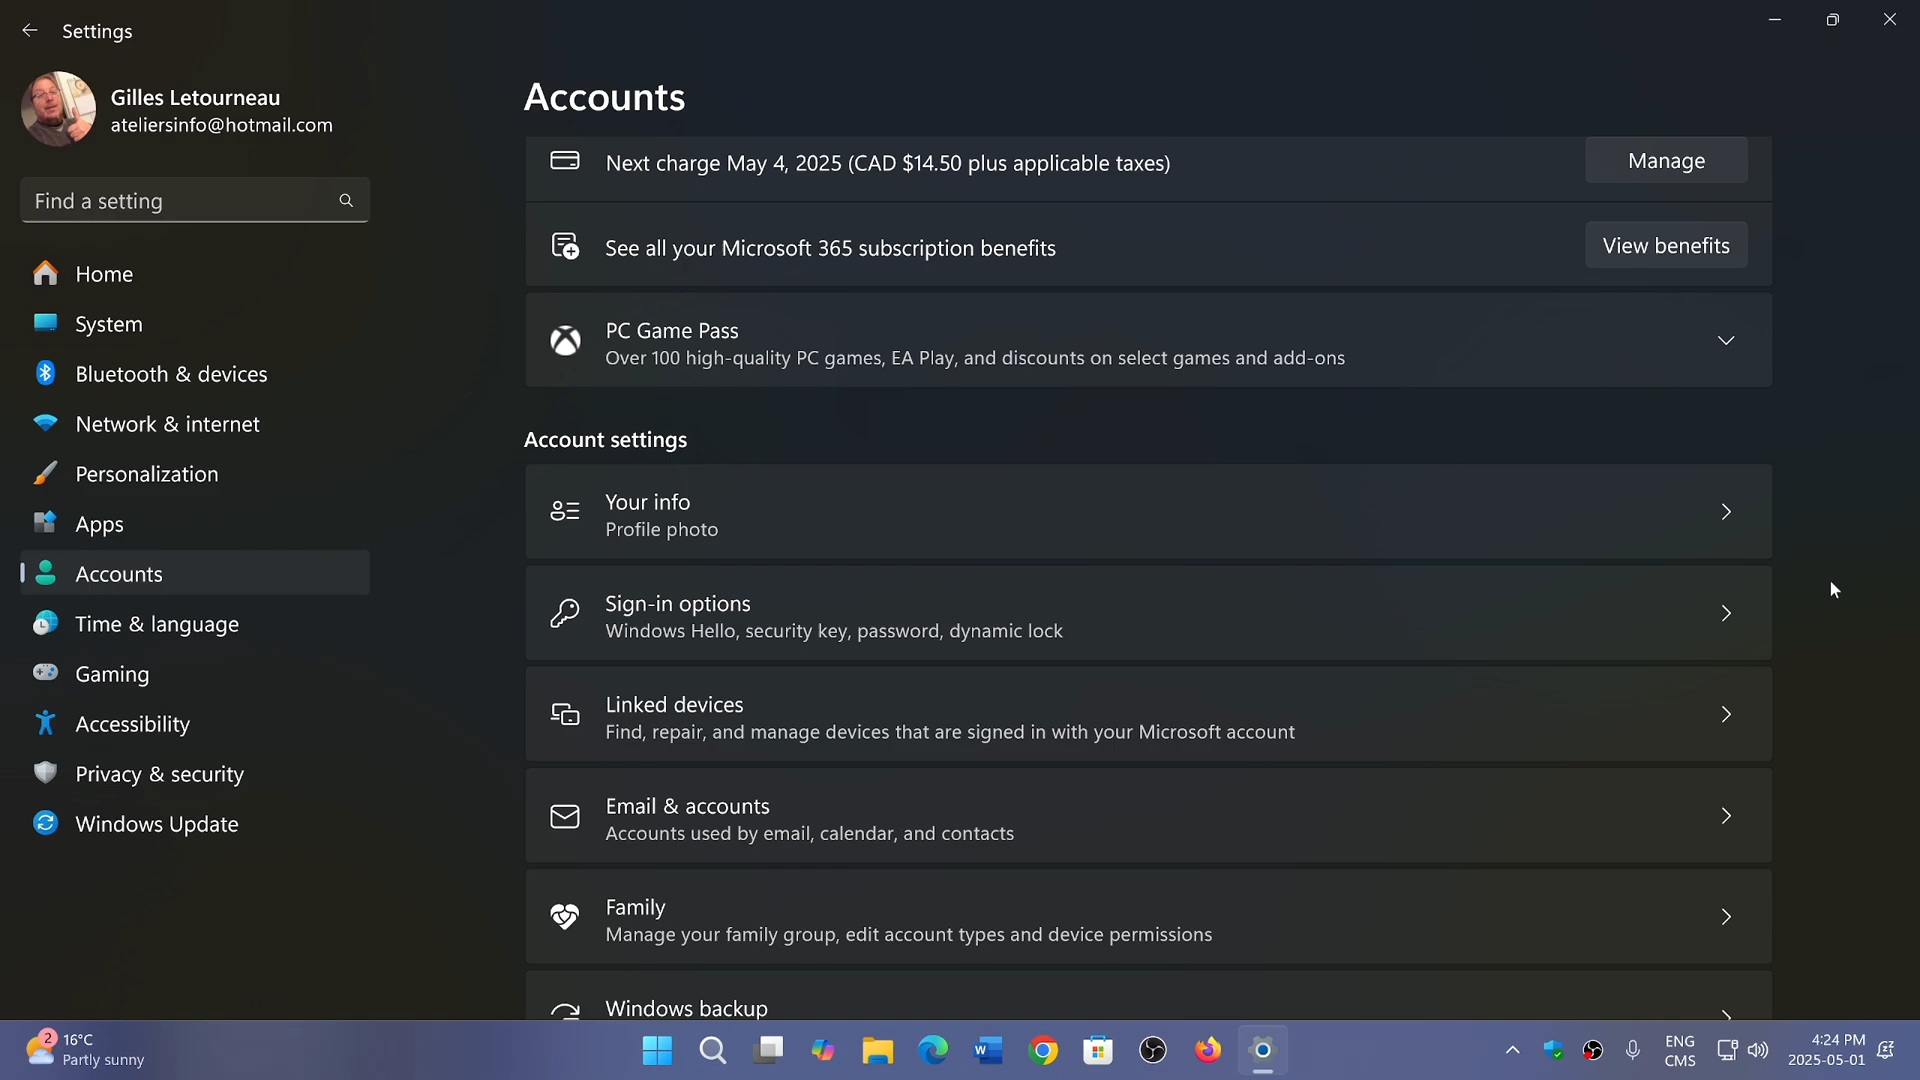 Settings
Gilles Letourneau
ateliersinfo@hotmail.com
Find a setting
Home
System
Bluetooth & devices
Network & internet
Personalization
Apps
Accounts
Time & language
Gaming
Accessibility
Privacy & security
Windows Update
Accounts
Next charge May 4, 2025 (CAD $14.50 plus applicable taxes)
Manage
See all your Microsoft 365 subscription benefits
View benefits
PC Game Pass
Over 100 high-quality PC games, EA Play, and discounts on select games and add-ons
Account settings
Your info
Profile photo
Sign-in options
Windows Hello, security key, password, dynamic lock
Linked devices
Find, repair, and manage devices that are signed in with your Microsoft account
Email & accounts
Accounts used by email, calendar, and contacts
Family
Manage your family group, edit account types and device permissions
Windows backup
2
16°C
Partly sunny
W
ENG
CMS
4:24 PM
2025-05-01